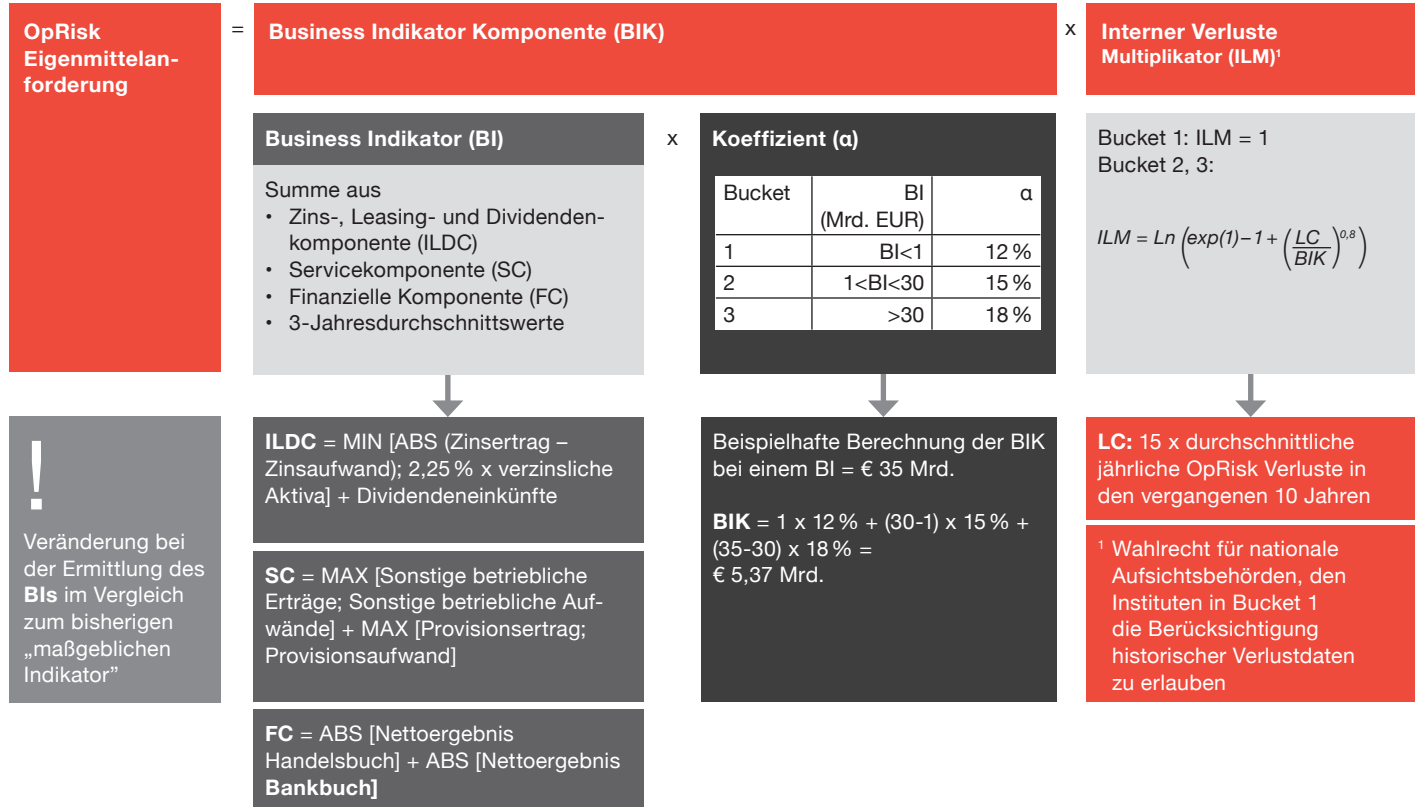 OpRisk
Eigenmittelan-
forderung
=
Business Indikator Komponente (BIK)
x
Interner Verluste
Multiplikator (ILM)¹
Business Indikator (BI)
Summe aus
• Zins-, Leasing- und Dividenden-
komponente (ILDC)
• Servicekomponente (SC)
• Finanzielle Komponente (FC)
• 3-Jahresdurchschnittswerte
x
Koeffizient (α)
Bucket BI α
(Mrd. EUR)
1 BI<1 12 %
2 1<BI<30 15 %
3 >30 18 %
Bucket 1: ILM = 1
Bucket 2, 3:
ILM = Ln (exp(1)–1 + (LC/BIK)^0,8)
!
Veränderung bei
der Ermittlung des
BIs im Vergleich
zum bisherigen
„maßgeblichen
Indikator”
ILDC = MIN [ABS (Zinsertrag –
Zinsaufwand); 2,25 % x verzinsliche
Aktiva] + Dividendeneinkünfte
SC = MAX [Sonstige betriebliche
Erträge; Sonstige betriebliche Auf-
wände] + MAX [Provisionsertrag;
Provisionsaufwand]
FC = ABS [Nettoergebnis
Handelsbuch] + ABS [Nettoergebnis
Bankbuch]
Beispielhafte Berechnung der BIK
bei einem BI = € 35 Mrd.
BIK = 1 x 12 % + (30-1) x 15 % +
(35-30) x 18 % =
€ 5,37 Mrd.
LC: 15 x durchschnittliche
jährliche OpRisk Verluste in
den vergangenen 10 Jahren
¹ Wahlrecht für nationale
Aufsichtsbehörden, den
Instituten in Bucket 1
die Berücksichtigung
historischer Verlustdaten
zu erlauben